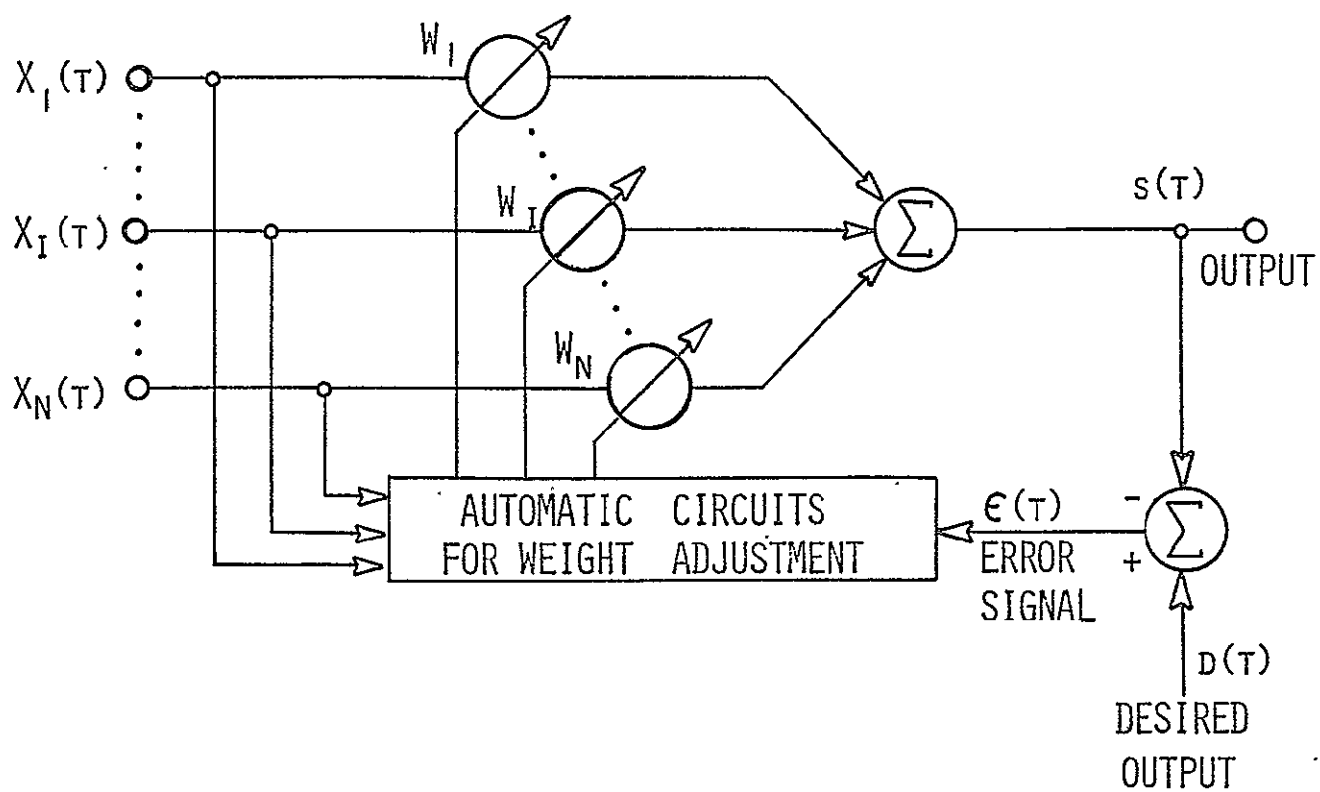 W1
X1(T)
WI
XI(T)
S(T)
Σ
OUTPUT
WN
XN(T)
AUTOMATIC CIRCUITS
FOR WEIGHT ADJUSTMENT
ϵ(T)
ERROR
SIGNAL
-
Σ
+
D(T)
DESIRED
OUTPUT